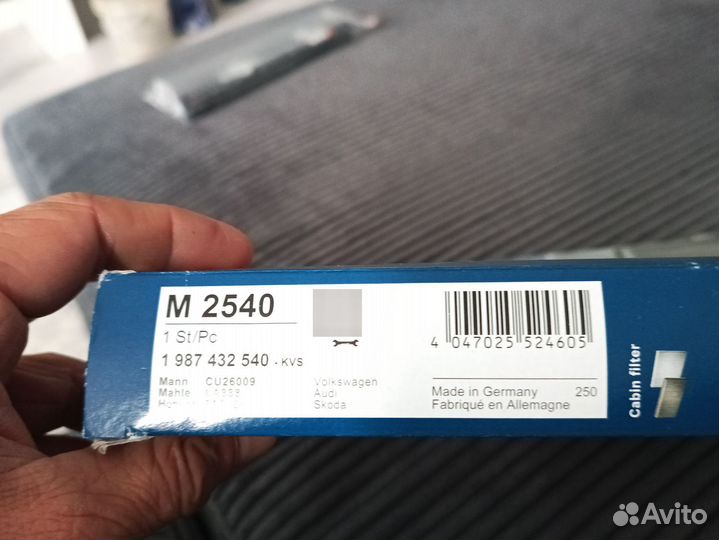 M 2540
1 St/Pc
1 987 432 540 - KVS
Mann CU26009
Mahle
Volkswagen
Audi
Skoda
4 047025 524605
Made in Germany 250
Fabriqué en Allemagne
Cabin filter
Avito